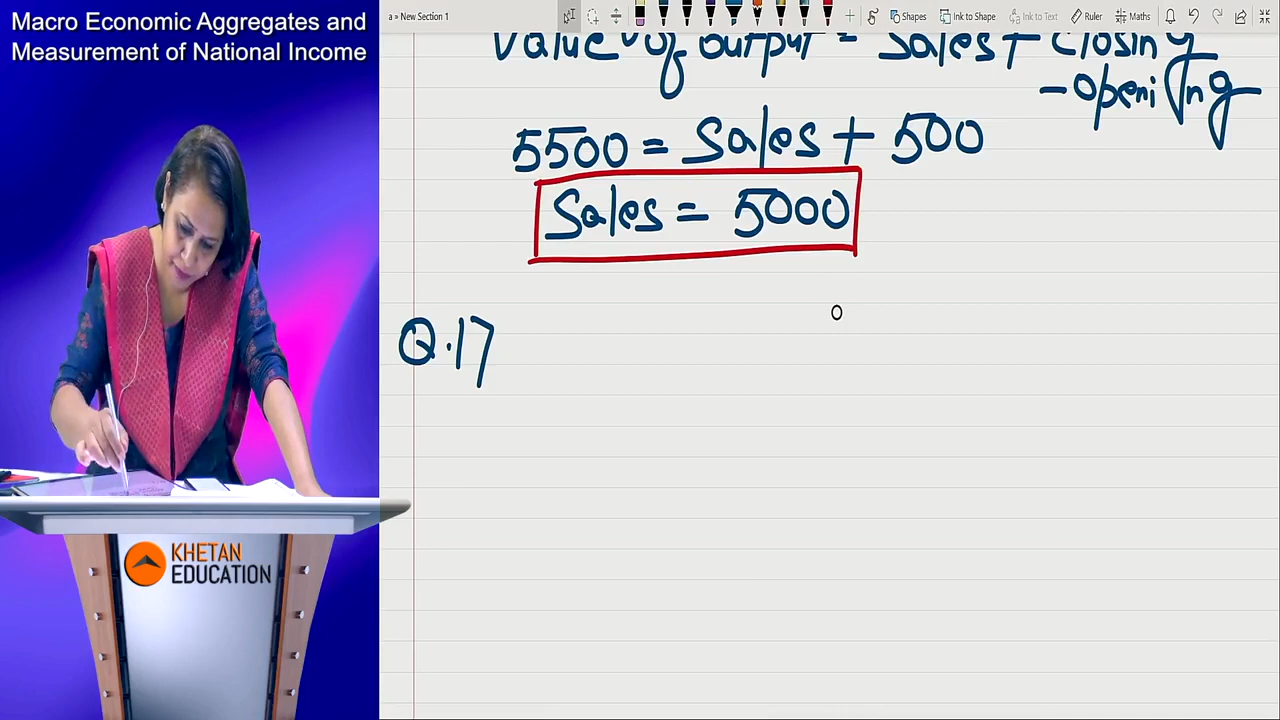 Macro Economic Aggregates and
Measurement of National Income
a > New Section 1
Shapes
Ink to Shape
Ink to Text
Ruler
Maths
Value of output = Sales + Closing
- Opening
5500 = Sales + 500
Sales = 5000
Q.17
KHETAN
EDUCATION